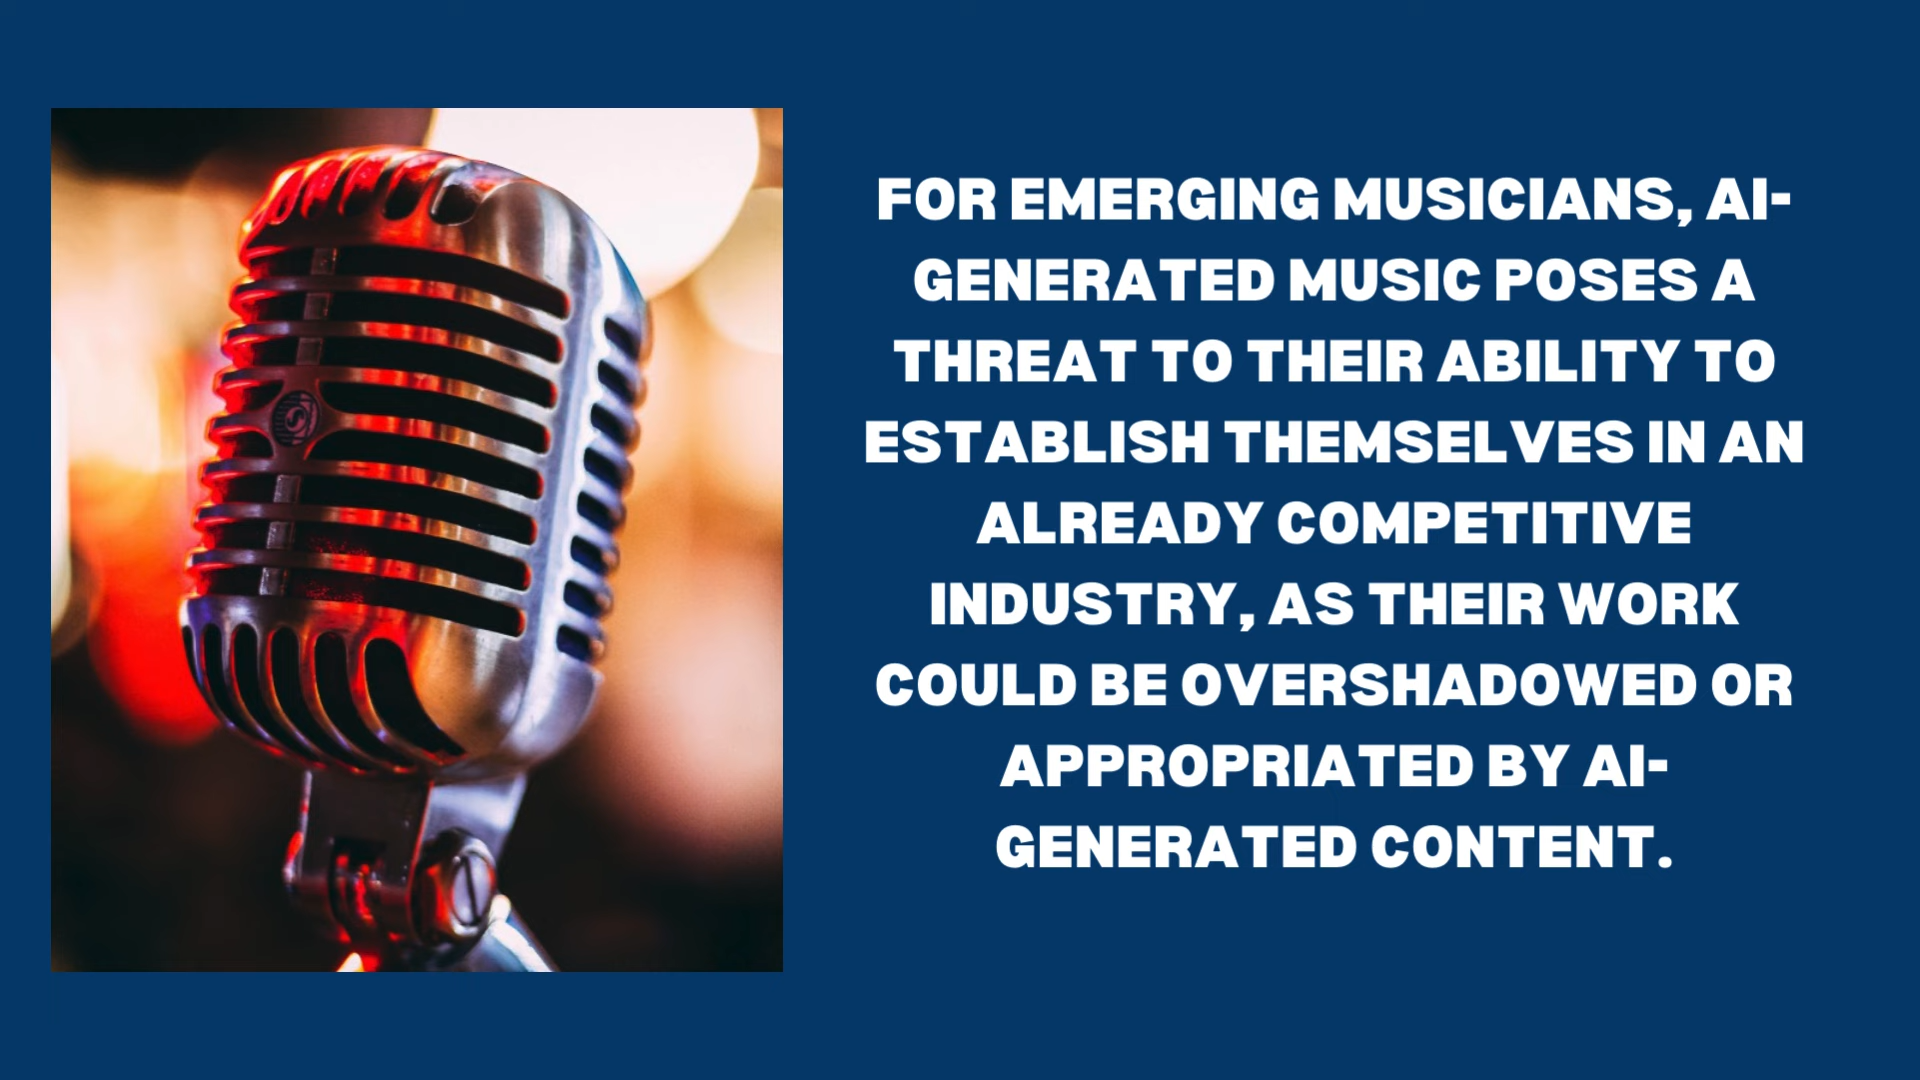 FOR EMERGING MUSICIANS, AI-
GENERATED MUSIC POSES A
THREAT TO THEIR ABILITY TO
ESTABLISH THEMSELVES IN AN
ALREADY COMPETITIVE
INDUSTRY, AS THEIR WORK
COULD BE OVERSHADOWED OR
APPROPRIATED BY AI-
GENERATED CONTENT.